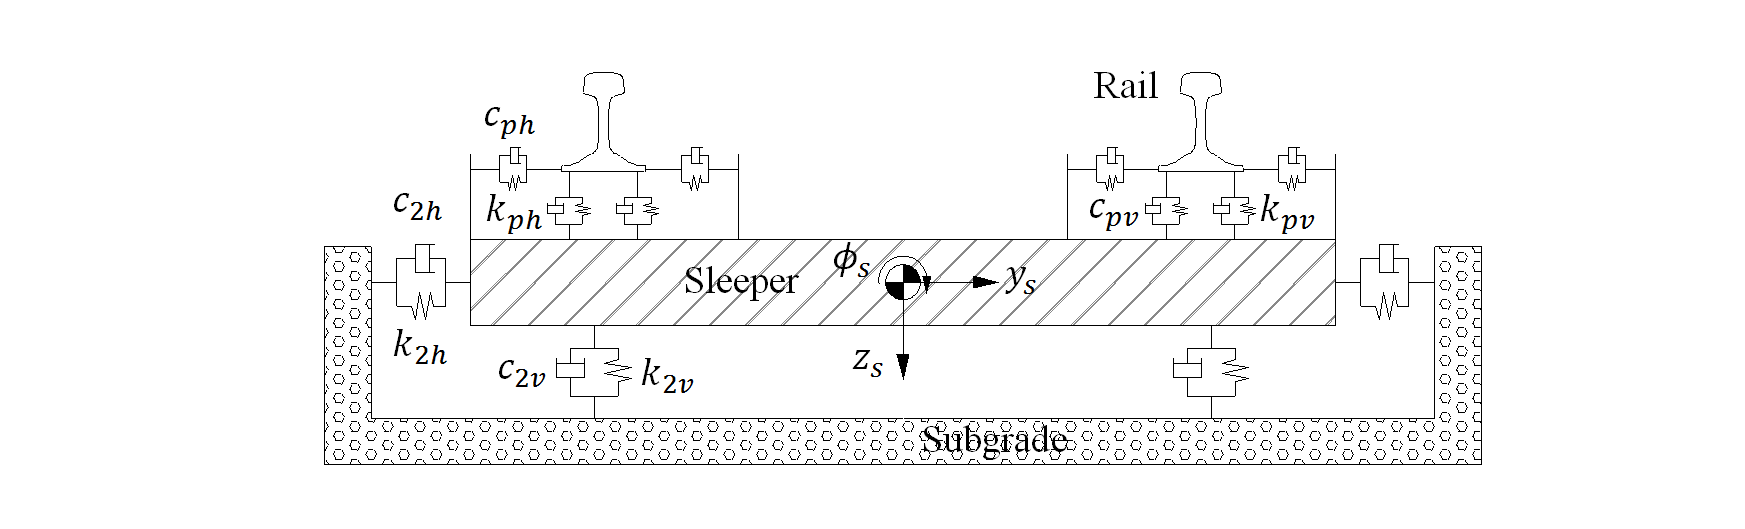 Rail
c_ph
c_2h
k_ph
c_pv
k_pv
ϕ_s
Sleeper
y_s
k_2h
c_2v
k_2v
z_s
Subgrade